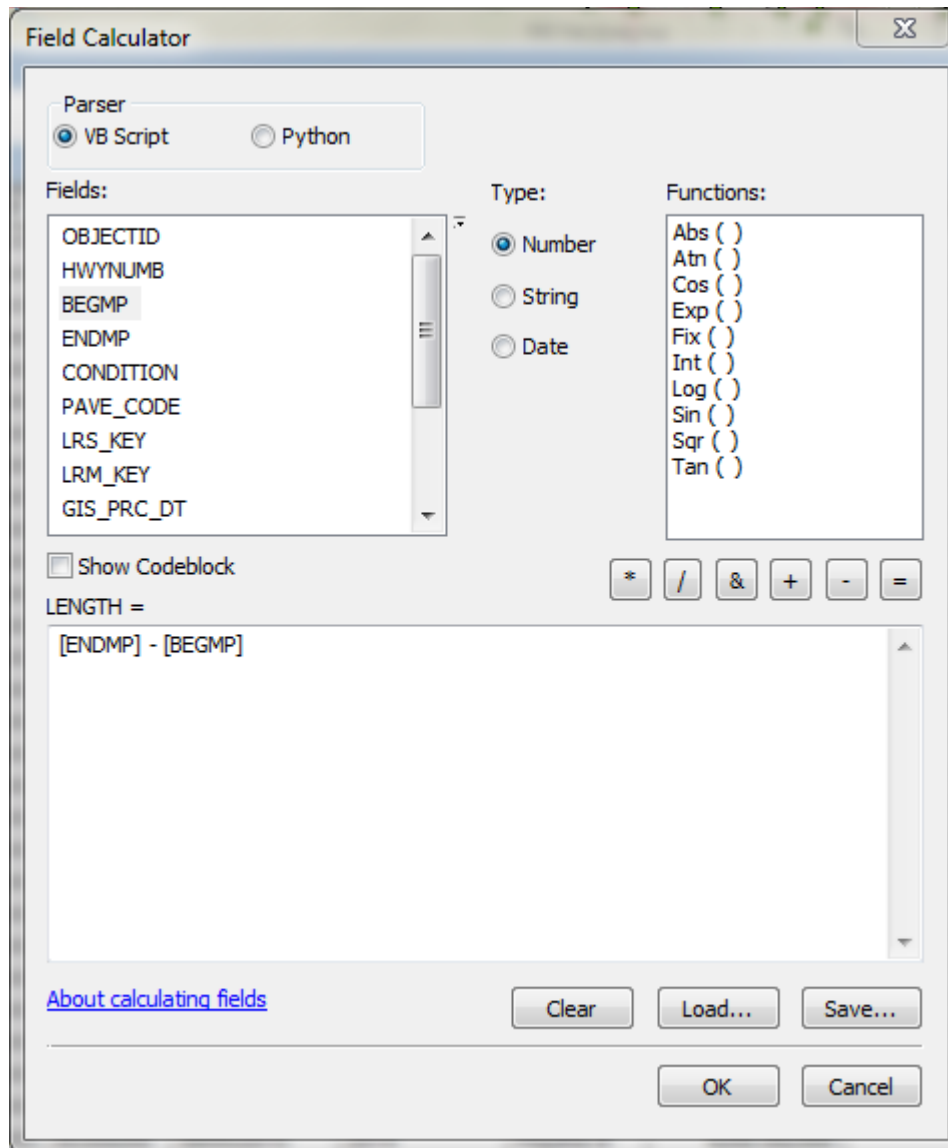 Field Calculator
Parser
VB Script Python
Fields:
OBJECTID
HWYNUMB
BEGMP
ENDMP
CONDITION
PAVE_CODE
LRS_KEY
LRM_KEY
GIS_PRC_DT
Type:
Number
String
Date
Functions:
Abs ( )
Atn ( )
Cos ( )
Exp ( )
Fix ( )
Int ( )
Log ( )
Sin ( )
Sqr ( )
Tan ( )
Show Codeblock
* / & + - =
LENGTH =
[ENDMP] - [BEGMP]
About calculating fields
Clear Load... Save...
OK Cancel